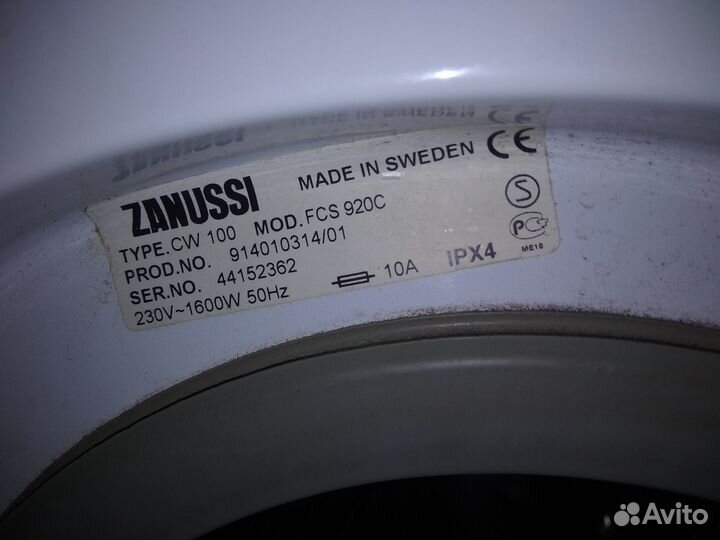 ZANUSSI MADE IN SWEDEN CE
TYPE. CW 100 MOD. FCS 920C
PROD.NO. 914010314/01
SER.NO. 44152362
230V~1600W 50Hz 10A IPX4
S
PCT
ME10
Avito